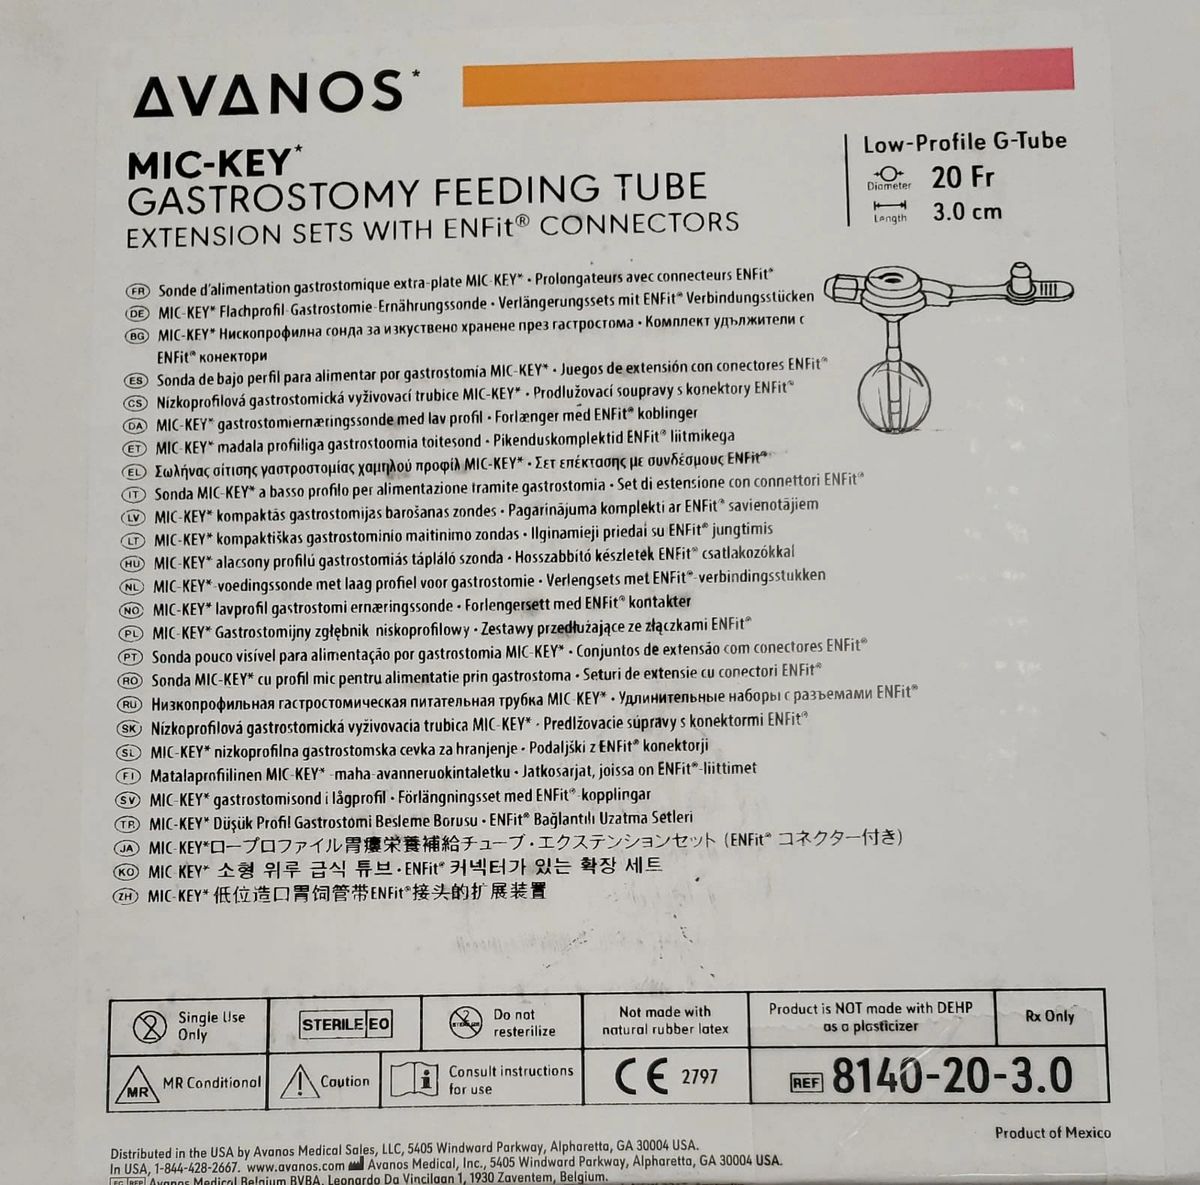 AVANOS*
MIC-KEY*
GASTROSTOMY FEEDING TUBE
EXTENSION SETS WITH ENFit® CONNECTORS
Low-Profile G-Tube
Diameter 20 Fr
Length 3.0 cm
FR Sonde d'alimentation gastrostomique extra-plate MIC-KEY* • Prolongateurs avec connecteurs ENFit®
DE MIC-KEY* Flachprofil-Gastrostomie-Ernährungssonde • Verlängerungssets mit ENFit® Verbindungsstücken
BG MIC-KEY* Нископрофилна сонда за изкуствено хранене през гастростома • Комплект удължители с
ENFit® конектори
ES Sonda de bajo perfil para alimentar por gastrostomía MIC-KEY* • Juegos de extensión con conectores ENFit®
CS Nízkoprofilová gastrostomická vyživovací trubice MIC-KEY* • Prodlužovací soupravy s konektory ENFit®
DA MIC-KEY* gastrostomiernæringssonde med lav profil • Forlænger med ENFit® koblinger
ET MIC-KEY* madala profiiliga gastrostoomia toitesond • Pikenduskomplektid ENFit® liitmikega
EL Σωλήνας σίτισης γαστροστομίας χαμηλού προφίλ MIC-KEY* • Σετ επέκτασης με συνδέσμους ENFit®
IT Sonda MIC-KEY* a basso profilo per alimentazione tramite gastrostomia • Set di estensione con connettori ENFit®
LV MIC-KEY* kompaktās gastrostomijas barošanas zondes • Pagarinājuma komplekti ar ENFit® savienotājiem
LT MIC-KEY* kompaktiškas gastrostominio maitinimo zondas • Ilginamieji priedai su ENFit® jungtimis
HU MIC-KEY* alacsony profilú gastrostomiás tápláló szonda • Hosszabbító készletek ENFit® csatlakozókkal
NL MIC-KEY*-voedingssonde met laag profiel voor gastrostomie • Verlengsets met ENFit®-verbindingsstukken
NO MIC-KEY* lavprofil gastrostomi ernæringssonde • Forlengersett med ENFit® kontakter
PL MIC-KEY* Gastrostomijny zgłębnik niskoprofilowy • Zestawy przedłużające ze złączkami ENFit®
PT Sonda pouco visível para alimentação por gastrostomia MIC-KEY* • Conjuntos de extensão com conectores ENFit®
RO Sonda MIC-KEY* cu profil mic pentru alimentatie prin gastrostoma • Seturi de extensie cu conectori ENFit®
RU Низкопрофильная гастростомическая питательная трубка MIC-KEY* • Удлинительные наборы с разъемами ENFit®
SK Nízkoprofilová gastrostomická vyživovacia trubica MIC-KEY* • Predlžovacie súpravy s konektormi ENFit®
SL MIC-KEY* nizkoprofilna gastrostomska cevka za hranjenje • Podaljški z ENFit® konektorji
FI Matalaprofiilinen MIC-KEY* -maha-avanneruokintaletku • Jatkosarjat, joissa on ENFit®-liittimet
SV MIC-KEY* gastrostomisond i lågprofil • Förlängningsset med ENFit®-kopplingar
TR MIC-KEY* Düşük Profil Gastrostomi Besleme Borusu • ENFit® Bağlantılı Uzatma Setleri
JA MIC-KEY*ロープロファイル胃瘻栄養補給チューブ・エクステンションセット (ENFit® コネクター付き)
KO MIC-KEY* 소형 위루 급식 튜브 • ENFit® 커넥터가 있는 확장 세트
ZH MIC-KEY* 低位造口胃饲管带ENFit®接头的扩展装置
Single Use Only
STERILE EO
Do not resterilize
Not made with natural rubber latex
Product is NOT made with DEHP as a plasticizer
Rx Only
MR MR Conditional
Caution
Consult instructions for use
CE 2797
REF 8140-20-3.0
Product of Mexico
Distributed in the USA by Avanos Medical Sales, LLC, 5405 Windward Parkway, Alpharetta, GA 30004 USA.
In USA, 1-844-428-2667. www.avanos.com Avanos Medical, Inc., 5405 Windward Parkway, Alpharetta, GA 30004 USA.
EC REP Avanos Medical Belgium BVBA, Leonardo Da Vincilaan 1, 1930 Zaventem, Belgium.